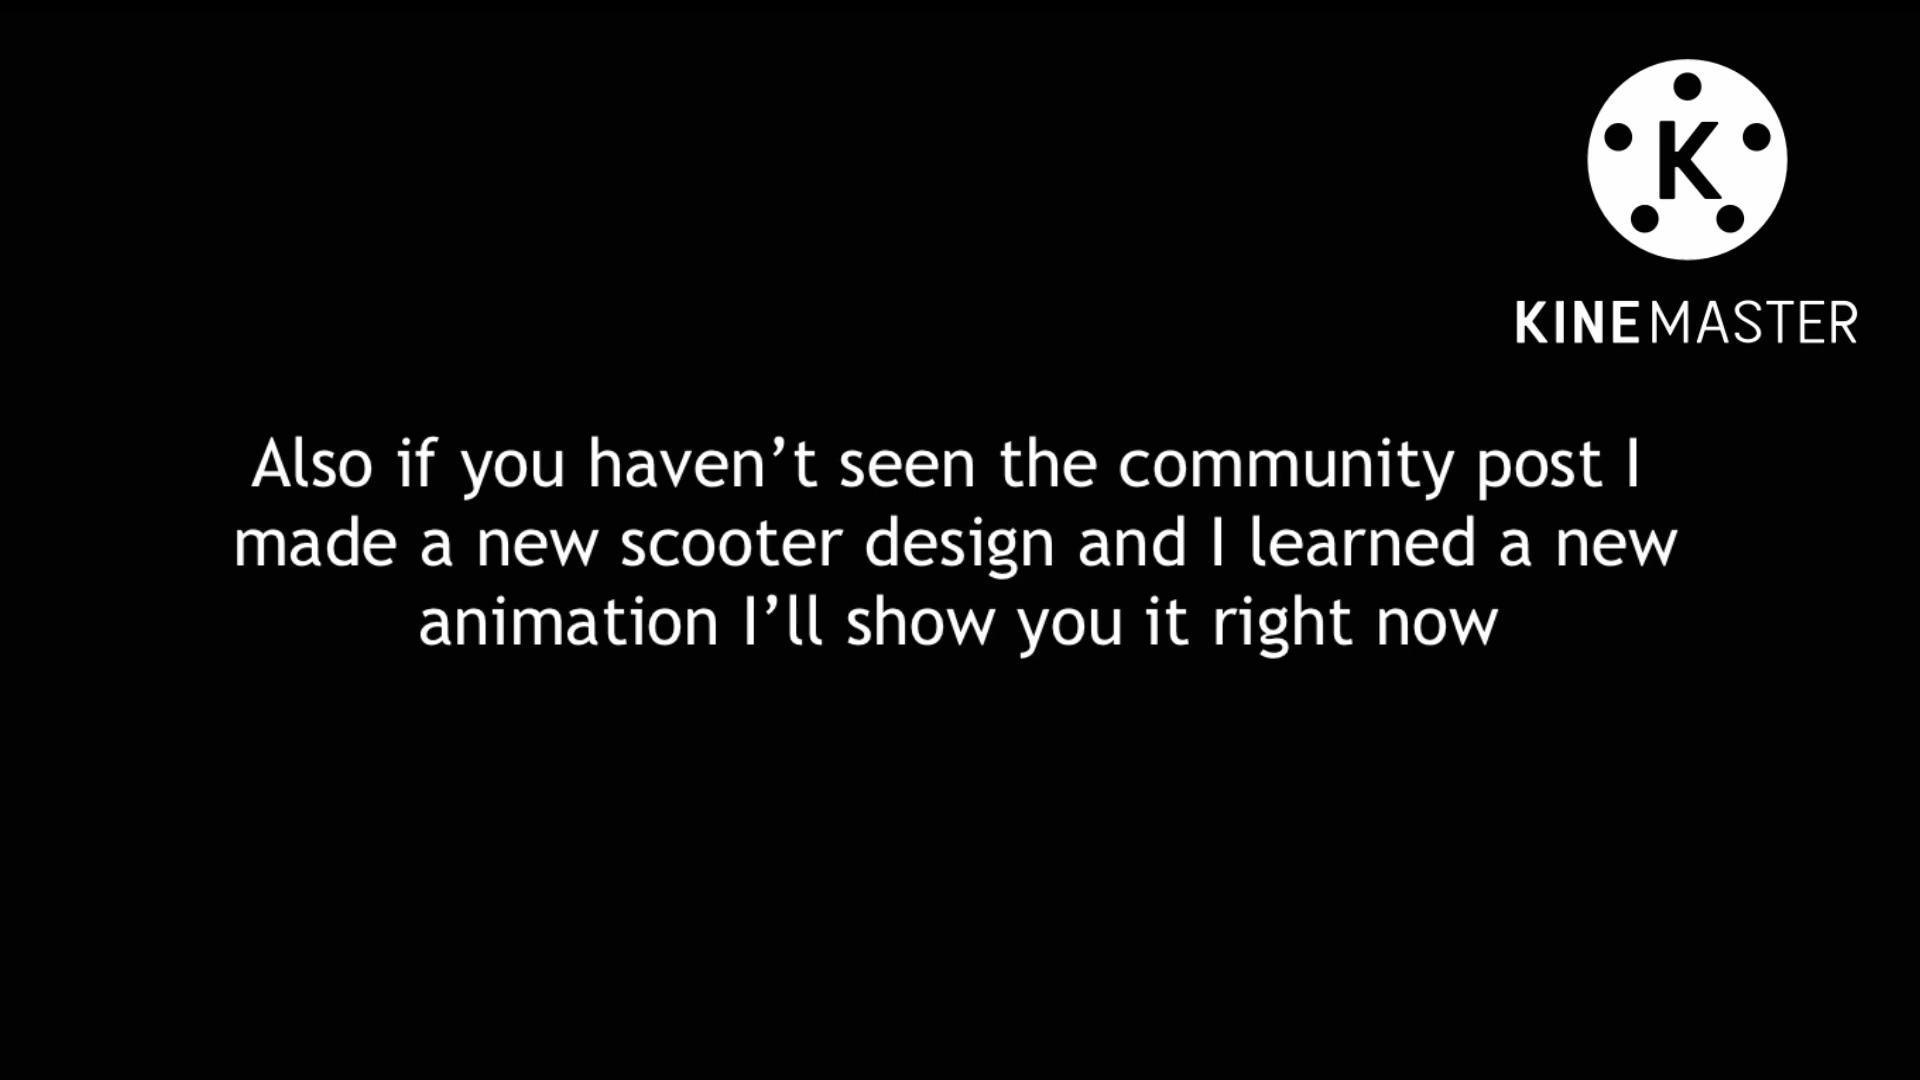 K
KINEMASTER
Also if you haven’t seen the community post I
made a new scooter design and I learned a new
animation I’ll show you it right now